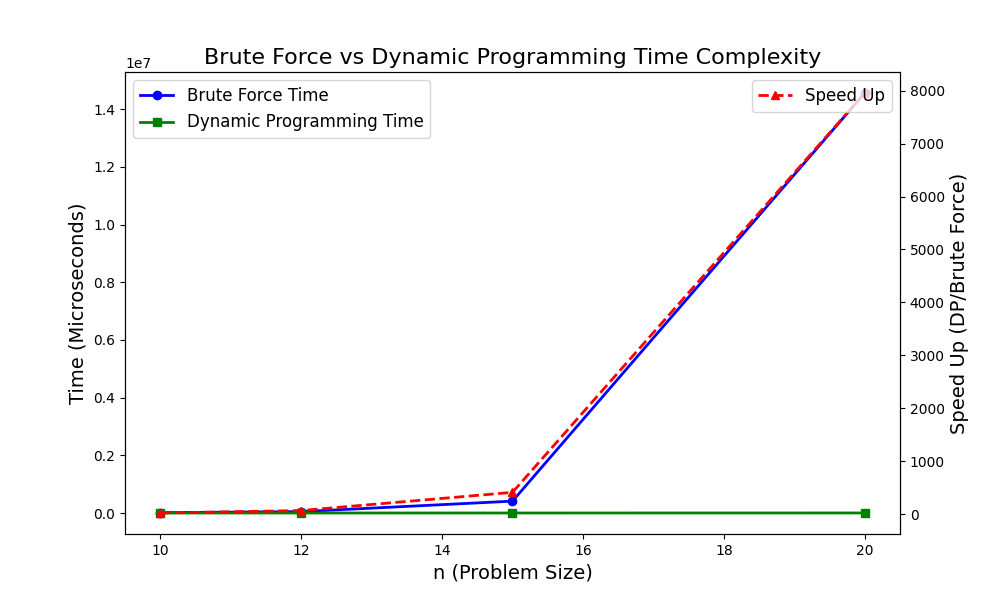 Brute Force vs Dynamic Programming Time Complexity
1e7
Brute Force Time
Dynamic Programming Time
Speed Up
1.4
1.2
1.0
0.8
0.6
0.4
0.2
0.0
Time (Microseconds)
8000
7000
6000
5000
4000
3000
2000
1000
0
Speed Up (DP/Brute Force)
10 12 14 16 18 20
n (Problem Size)